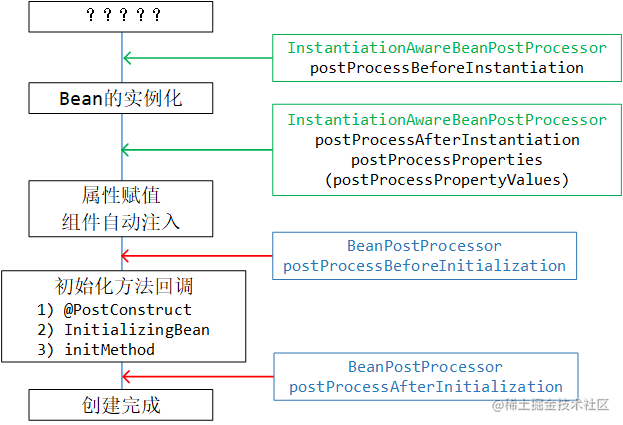 ？？？？？
InstantiationAwareBeanPostProcessor
postProcessBeforeInstantiation
Bean的实例化
InstantiationAwareBeanPostProcessor
postProcessAfterInstantiation
postProcessProperties
(postProcessPropertyValues)
属性赋值
组件自动注入
BeanPostProcessor
postProcessBeforeInitialization
初始化方法回调
1) @PostConstruct
2) InitializingBean
3) initMethod
BeanPostProcessor
postProcessAfterInitialization
创建完成
@稀土掘金技术社区